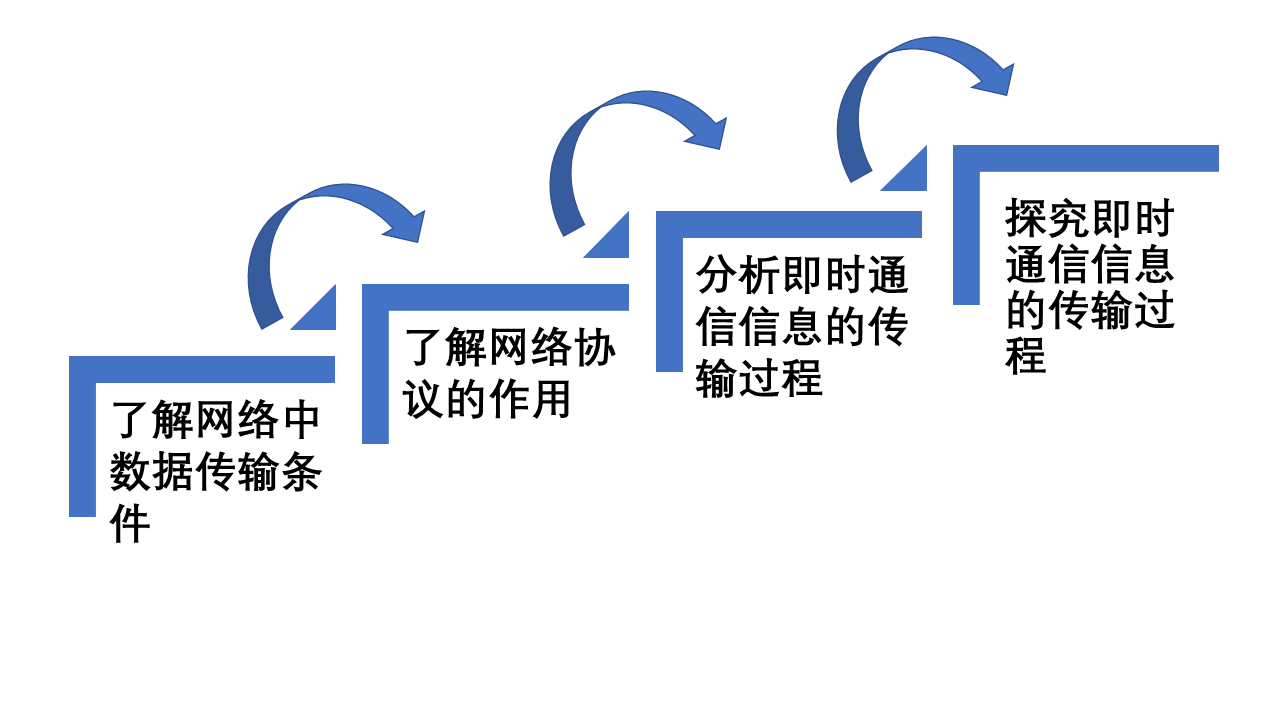 了解网络中
数据传输条
件
了解网络协
议的作用
分析即时通
信信息的传
输过程
探究即时
通信信息
的传输过
程